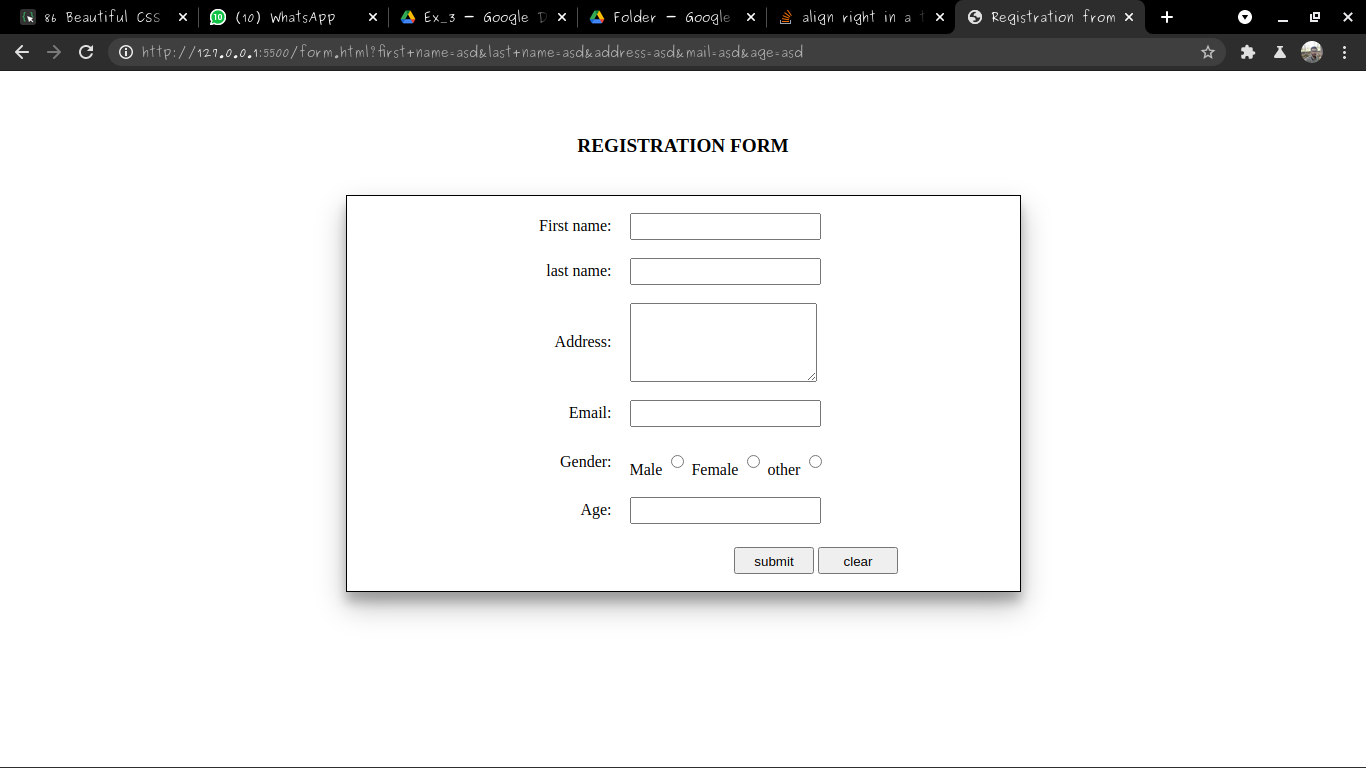 86 Beautiful CSS
(10) WhatsApp
Ex_3 – Google D
Folder – Google
align right in a t
Registration from
http://127.0.0.1:5500/form.html?first+name=asd&last+name=asd&address=asd&mail=asd&age=asd
REGISTRATION FORM
First name:
last name:
Address:
Email:
Gender: Male Female other
Age:
submit clear